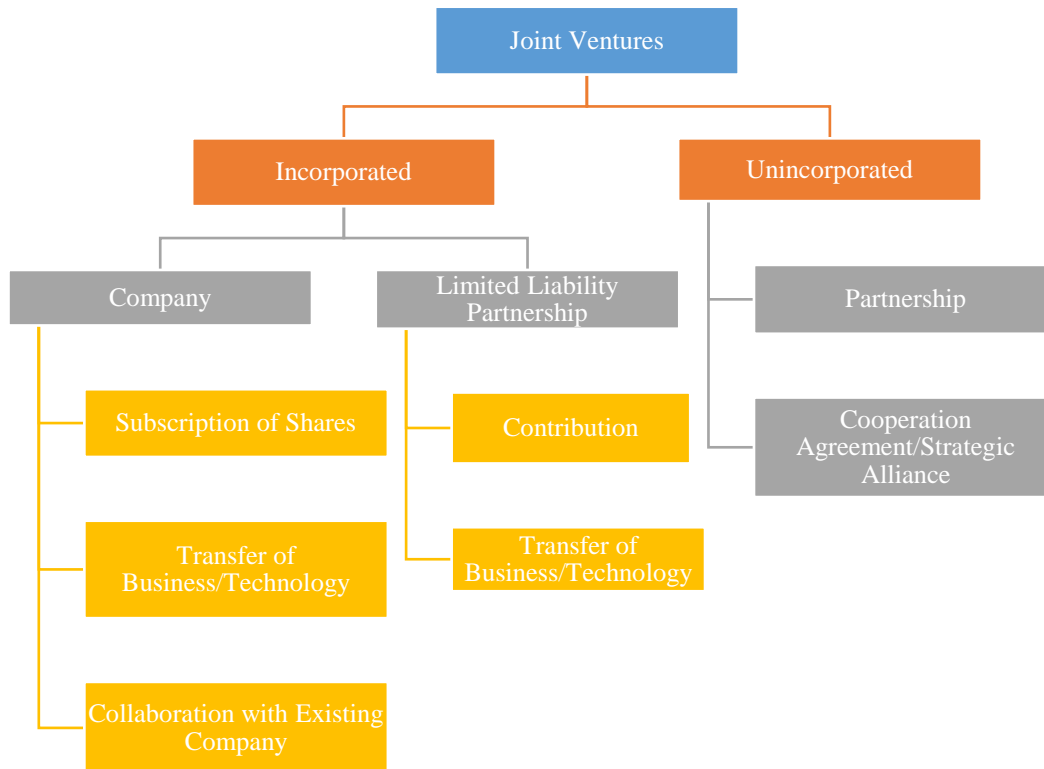 Joint Ventures
Incorporated
Unincorporated
Company
Limited Liability
Partnership
Partnership
Subscription of Shares
Contribution
Cooperation
Agreement/Strategic
Alliance
Transfer of
Business/Technology
Transfer of
Business/Technology
Collaboration with Existing
Company